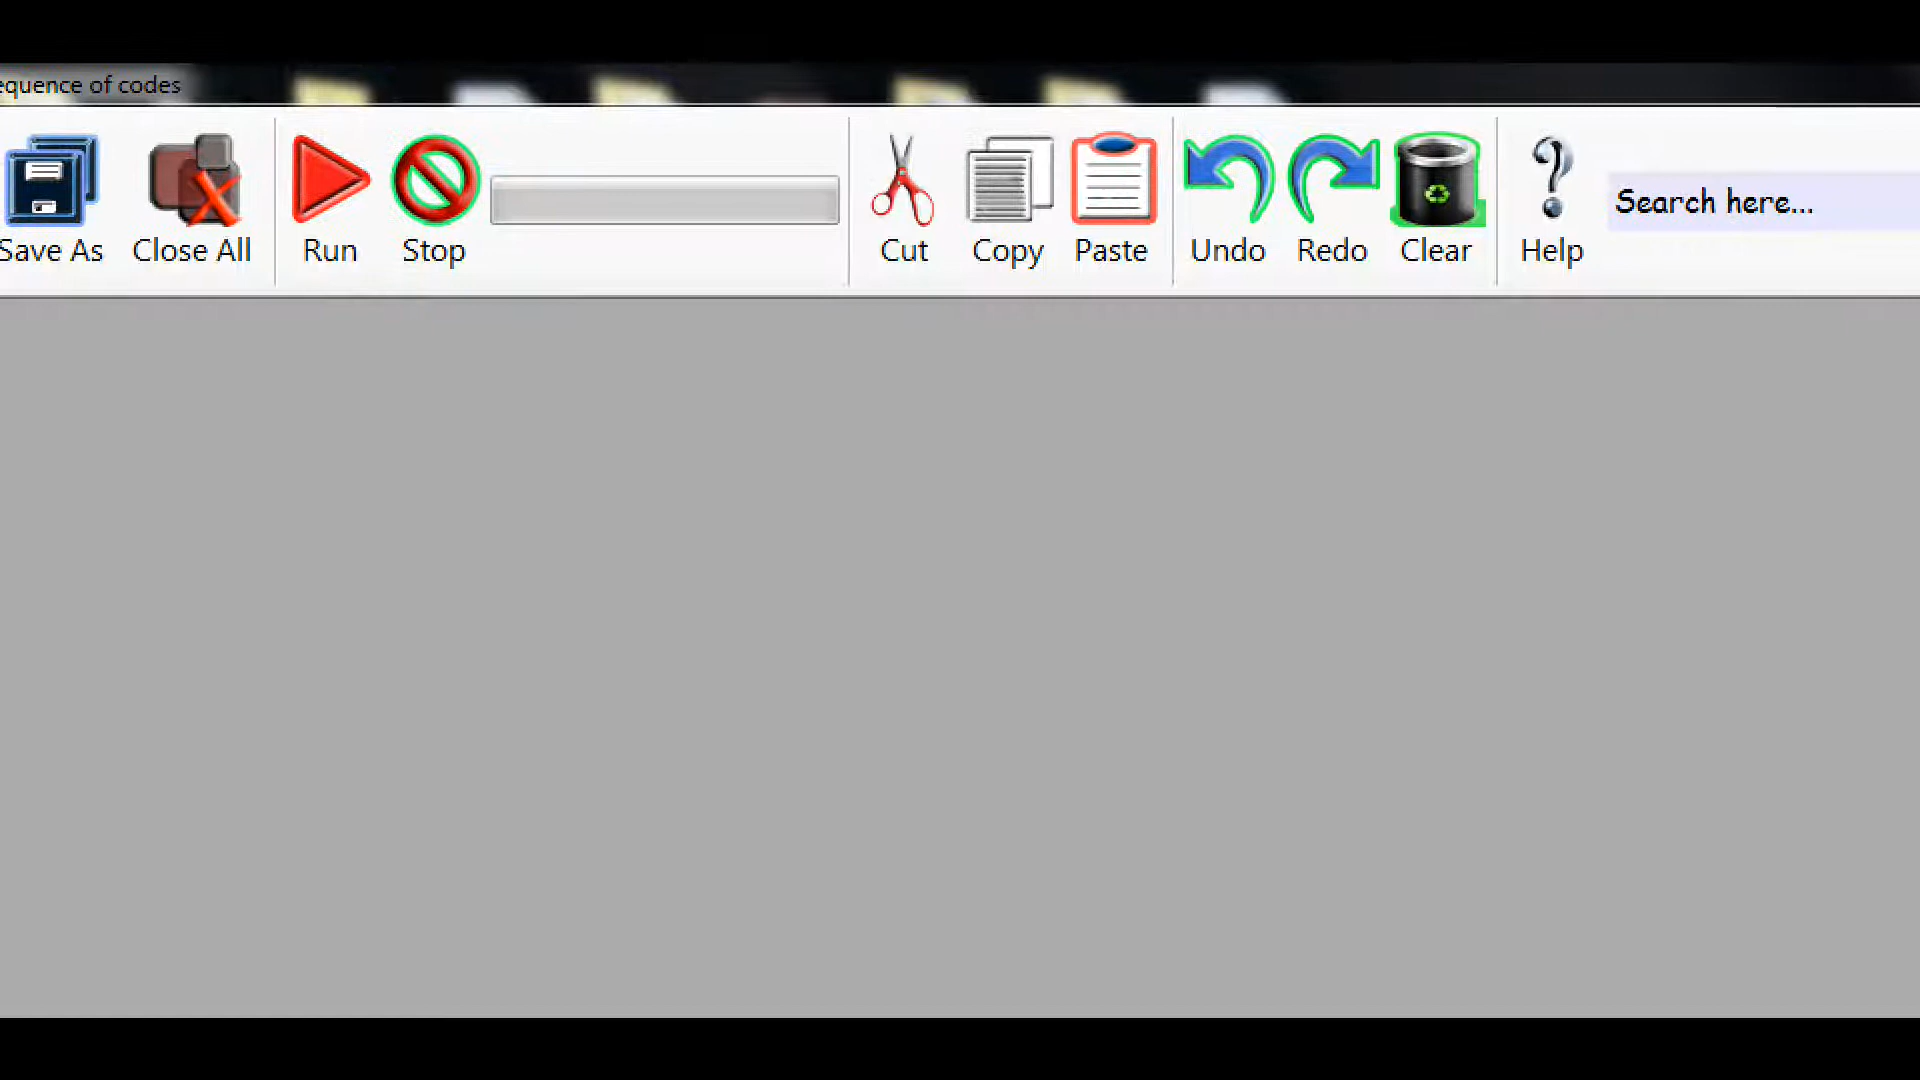 equence of codes
Save As
Close All
Run
Stop
Cut
Copy
Paste
Undo
Redo
Clear
Help
Search here...